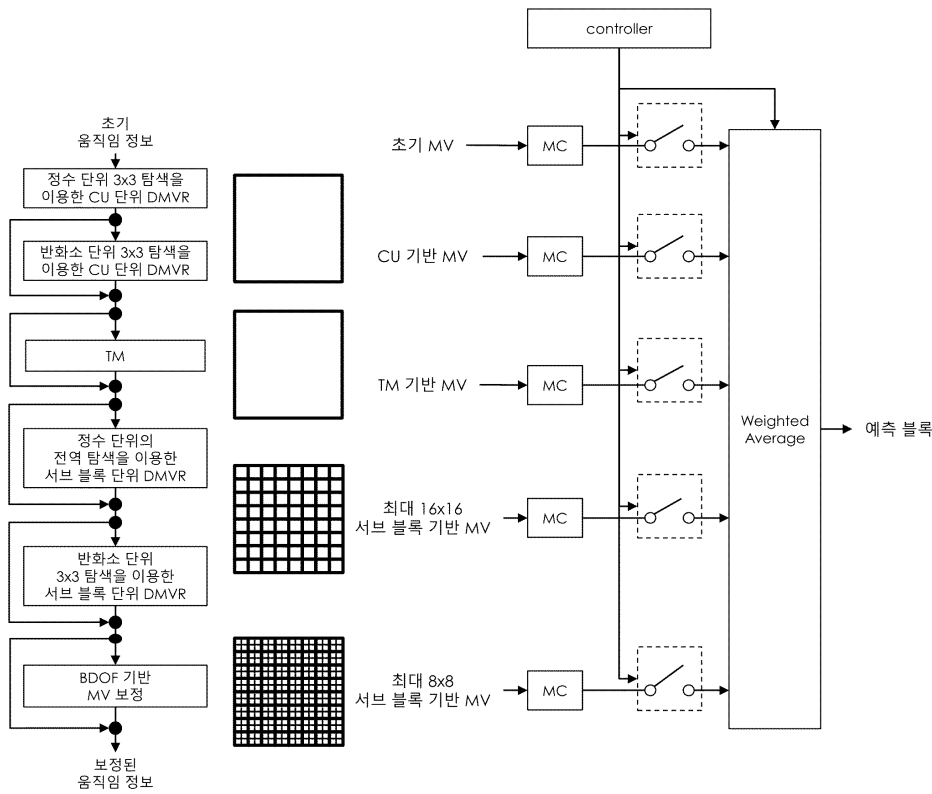 controller
초기
움직임 정보
정수 단위 3x3 탐색을
이용한 CU 단위 DMVR
반화소 단위 3x3 탐색을
이용한 CU 단위 DMVR
TM
정수 단위의
전역 탐색을 이용한
서브 블록 단위 DMVR
반화소 단위
3x3 탐색을 이용한
서브 블록 단위 DMVR
BDOF 기반
MV 보정
보정된
움직임 정보
초기 MV
MC
CU 기반 MV
MC
TM 기반 MV
MC
최대 16x16
서브 블록 기반 MV
MC
최대 8x8
서브 블록 기반 MV
MC
Weighted
Average
예측 블록